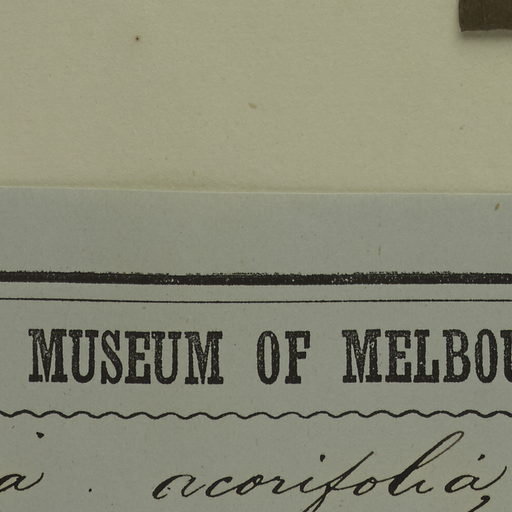 MUSEUM OF MELBOU
a . acorifolia,